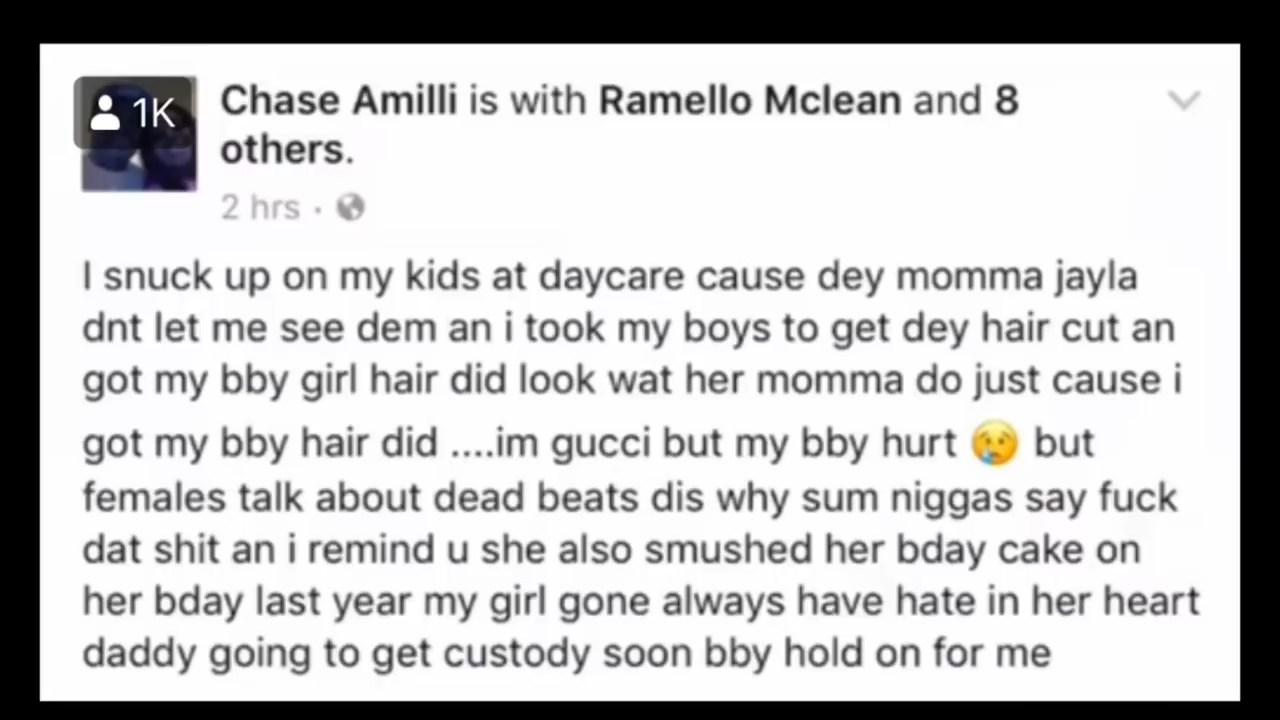 1K
Chase Amilli is with Ramello Mclean and 8
others.
2 hrs ·
I snuck up on my kids at daycare cause dey momma jayla
dnt let me see dem an i took my boys to get dey hair cut an
got my bby girl hair did look wat her momma do just cause i
got my bby hair did ....im gucci but my bby hurt 😢 but
females talk about dead beats dis why sum niggas say fuck
dat shit an i remind u she also smushed her bday cake on
her bday last year my girl gone always have hate in her heart
daddy going to get custody soon bby hold on for me